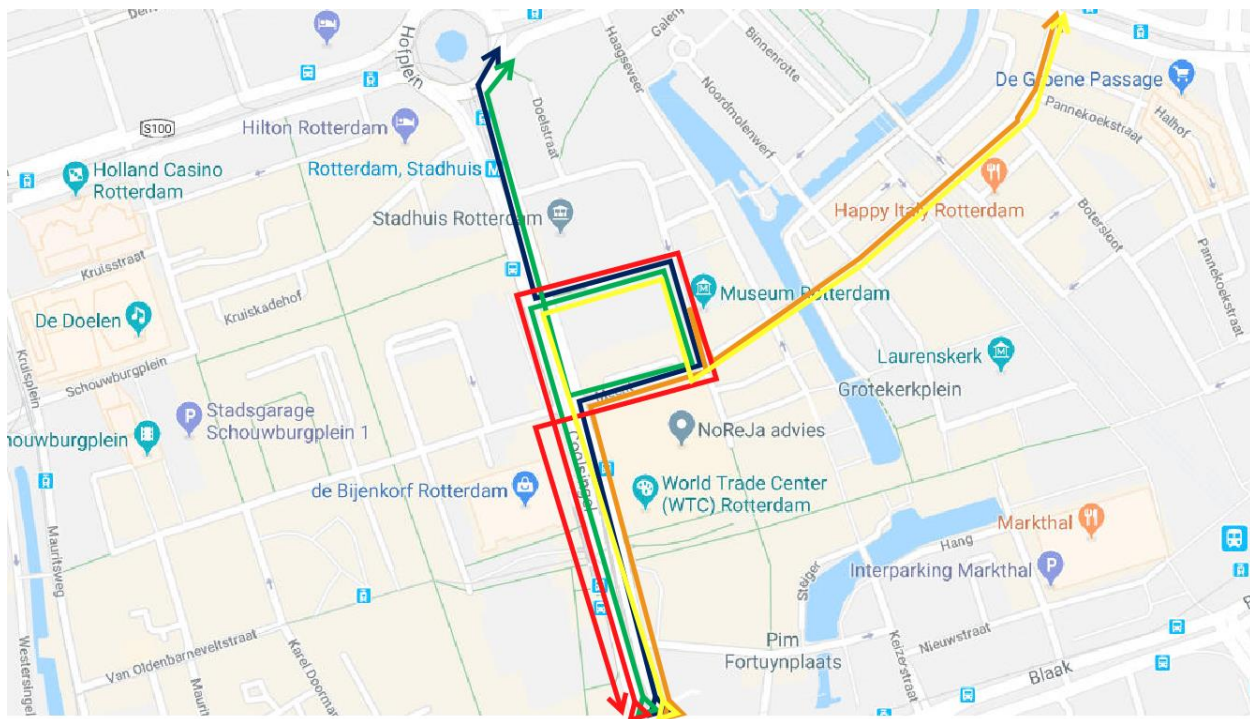 Hofplein
Haagseveer
Binnenrotte
De Groene Passage
S100
Hilton Rotterdam
Doelstraat
Noordmolenwerf
Pannekoekstraat
Halhof
Holland Casino
Rotterdam
Rotterdam, Stadhuis
M
Stadhuis Rotterdam
Happy Italy Rotterdam
Botersloot
Pannekoekstraat
Kruisstraat
Kruiskadehof
De Doelen
Museum Rotterdam
Kruisplein
Schouwburgplein
Laurenskerk
Grotekerkplein
Stadsgarage
Schouwburgplein 1
houwburgplein
Coolsingel
NoReJa advies
de Bijenkorf Rotterdam
World Trade Center
(WTC) Rotterdam
Markthal
Hang
Mauritsweg
Steiger
Interparking Markthal
Westersingel
Van Oldenbarneveltstraat
Karel Doorman
Pim
Fortuynplaats
Keizerstraat
Nieuwstraat
Blaak